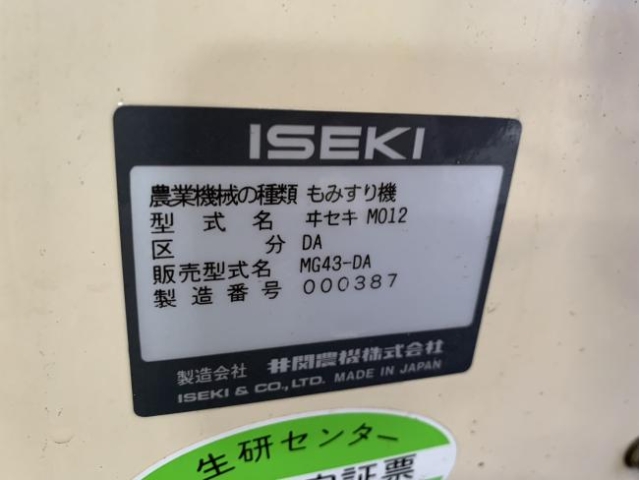 ISEKI
農業機械の種類 もみすり機
型式名 ヰセキ MO12
区分 DA
販売型式名 MG43-DA
製造番号 000387
製造会社 井関農機株式会社
ISEKI & CO.,LTD. MADE IN JAPAN
生研センター
証票